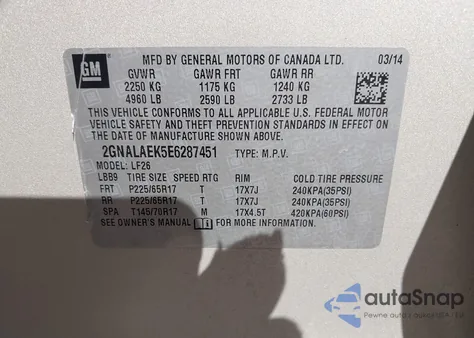 GM
MFD BY GENERAL MOTORS OF CANADA LTD. 03/14
GVWR GAWR FRT GAWR RR
2250 KG 1175 KG 1240 KG
4960 LB 2590 LB 2733 LB
THIS VEHICLE CONFORMS TO ALL APPLICABLE U.S. FEDERAL MOTOR
VEHICLE SAFETY AND THEFT PREVENTION STANDARDS IN EFFECT ON
THE DATE OF MANUFACTURE SHOWN ABOVE.
2GNALAEK5E6287451 TYPE: M.P.V.
MODEL: LF26
LBB9 TIRE SIZE SPEED RTG RIM COLD TIRE PRESSURE
FRT P225/65R17 T 17X7J 240KPA(35PSI)
RR P225/65R17 T 17X7J 240KPA(35PSI)
SPA T145/70R17 M 17X4.5T 420KPA(60PSI)
SEE OWNER'S MANUAL FOR MORE INFORMATION.
autoSnap
Pewne auta z aukcji USA